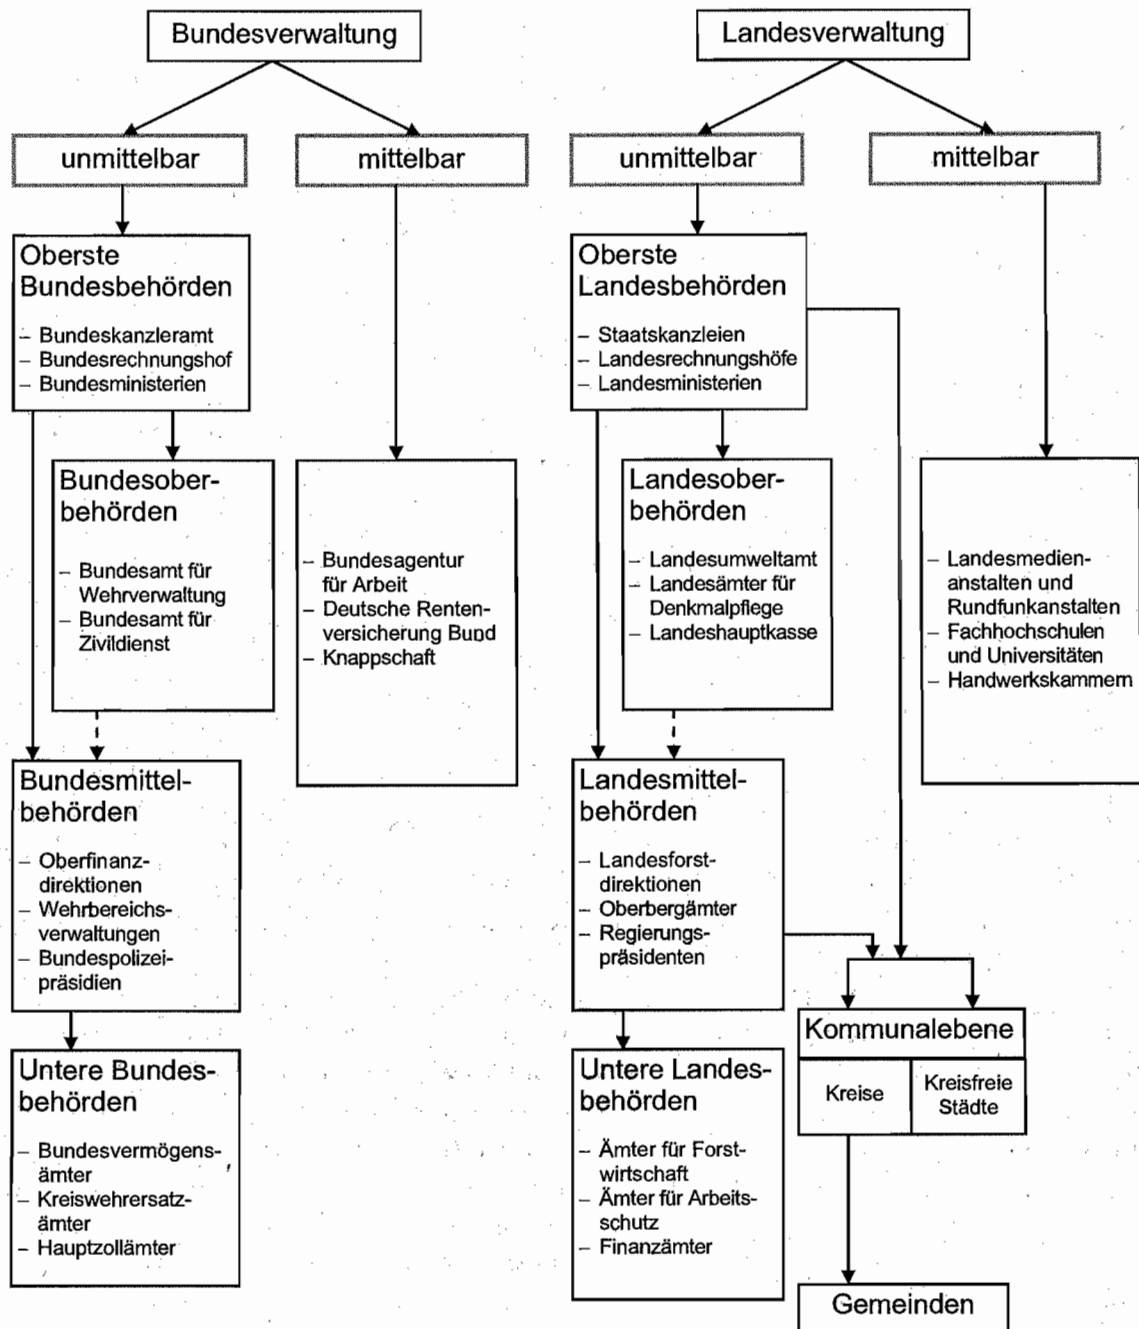 Bundesverwaltung
Landesverwaltung
unmittelbar
mittelbar
unmittelbar
mittelbar
Oberste
Bundesbehörden
– Bundeskanzleramt
– Bundesrechnungshof
– Bundesministerien
Oberste
Landesbehörden
– Staatskanzleien
– Landesrechnungshöfe
– Landesministerien
Bundesober-
behörden
– Bundesamt für
Wehrverwaltung
– Bundesamt für
Zivildienst
– Bundesagentur
für Arbeit
– Deutsche Renten-
versicherung Bund
– Knappschaft
Landesober-
behörden
– Landesumweltamt
– Landesämter für
Denkmalpflege
– Landeshauptkasse
– Landesmedien-
anstalten und
Rundfunkanstalten
– Fachhochschulen
und Universitäten
– Handwerkskammern
Bundesmittel-
behörden
– Oberfinanz-
direktionen
– Wehrbereichs-
verwaltungen
– Bundespolizei-
präsidien
Landesmittel-
behörden
– Landesforst-
direktionen
– Oberbergämter
– Regierungs-
präsidenten
Kommunalebene
Kreise
Kreisfreie
Städte
Untere Bundes-
behörden
– Bundesvermögens-
ämter
– Kreiswehrersatz-
ämter
– Hauptzollämter
Untere Landes-
behörden
– Ämter für Forst-
wirtschaft
– Ämter für Arbeits-
schutz
– Finanzämter
Gemeinden